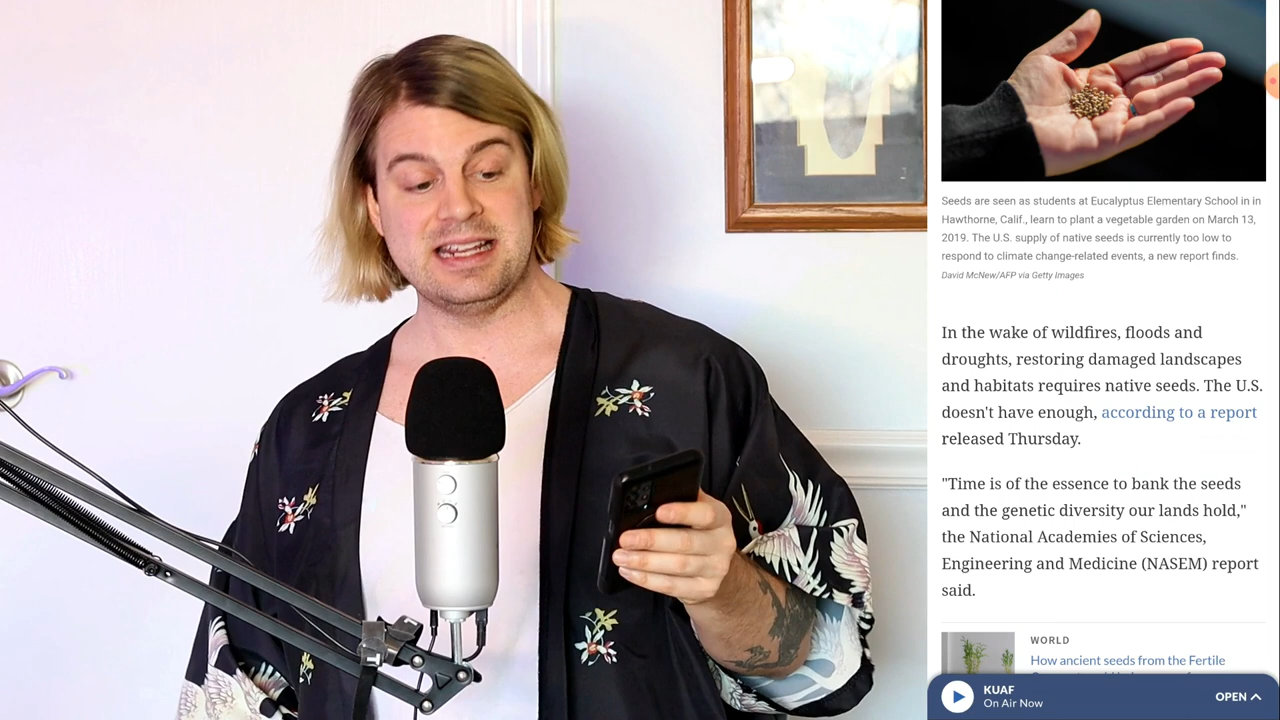 Seeds are seen as students at Eucalyptus Elementary School in in
Hawthorne, Calif., learn to plant a vegetable garden on March 13,
2019. The U.S. supply of native seeds is currently too low to
respond to climate change-related events, a new report finds.
David McNew/AFP via Getty Images
In the wake of wildfires, floods and
droughts, restoring damaged landscapes
and habitats requires native seeds. The U.S.
doesn't have enough, according to a report
released Thursday.
"Time is of the essence to bank the seeds
and the genetic diversity our lands hold,"
the National Academies of Sciences,
Engineering and Medicine (NASEM) report
said.
WORLD
How ancient seeds from the Fertile
KUAF
On Air Now
OPEN